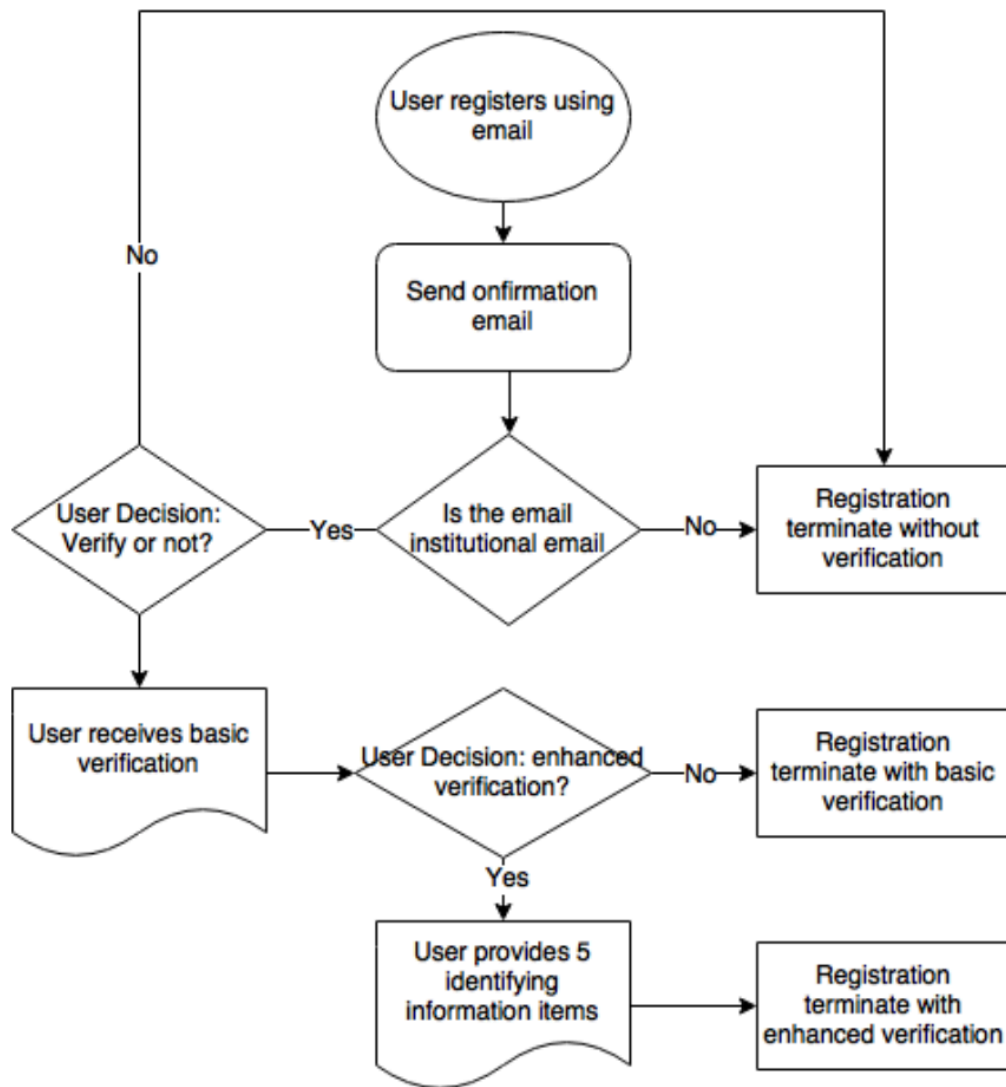 User registers using
email
No
Send onfirmation
email
User Decision:
Verify or not?
Yes
Is the email
institutional email
No
Registration
terminate without
verification
User receives basic
verification
User Decision: enhanced
verification?
No
Registration
terminate with basic
verification
Yes
User provides 5
identifying
information items
Registration
terminate with
enhanced verification